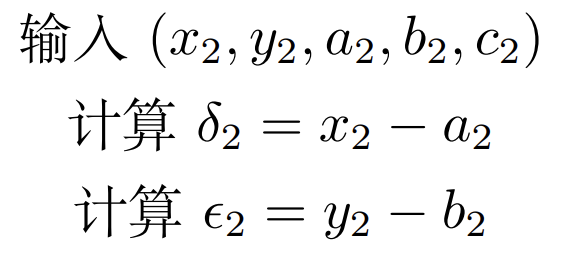 输入 (x₂, y₂, a₂, b₂, c₂)
计算 δ₂ = x₂ − a₂
计算 ϵ₂ = y₂ − b₂